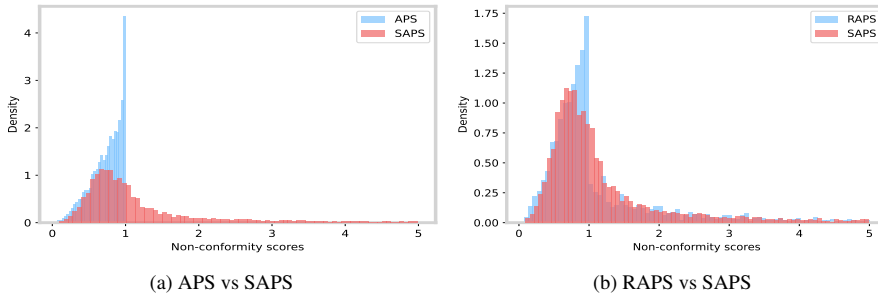 APS
SAPS
4
3
2
1
0
Density
0 1 2 3 4 5
Non-conformity scores
(a) APS vs SAPS
RAPS
SAPS
1.75
1.50
1.25
1.00
0.75
0.50
0.25
0.00
Density
0 1 2 3 4 5
Non-conformity scores
(b) RAPS vs SAPS